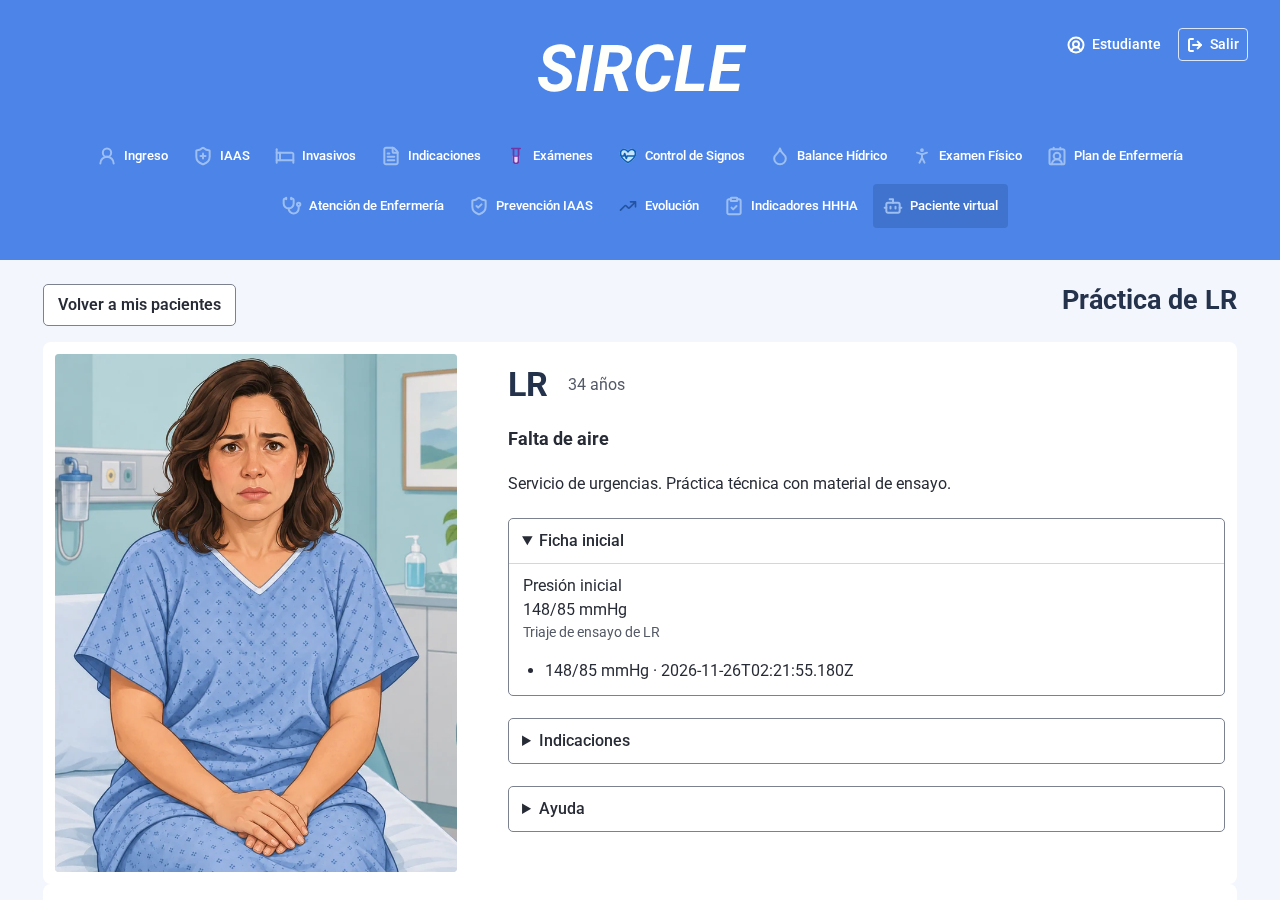 SIRCLE
Estudiante
Salir
Ingreso
IAAS
Invasivos
Indicaciones
Exámenes
Control de Signos
Balance Hídrico
Examen Físico
Plan de Enfermería
Atención de Enfermería
Prevención IAAS
Evolución
Indicadores HHHA
Paciente virtual
Volver a mis pacientes
Práctica de LR
LR 34 años
Falta de aire
Servicio de urgencias. Práctica técnica con material de ensayo.
Ficha inicial
Presión inicial
148/85 mmHg
Triaje de ensayo de LR
• 148/85 mmHg · 2026-11-26T02:21:55.180Z
Indicaciones
Ayuda